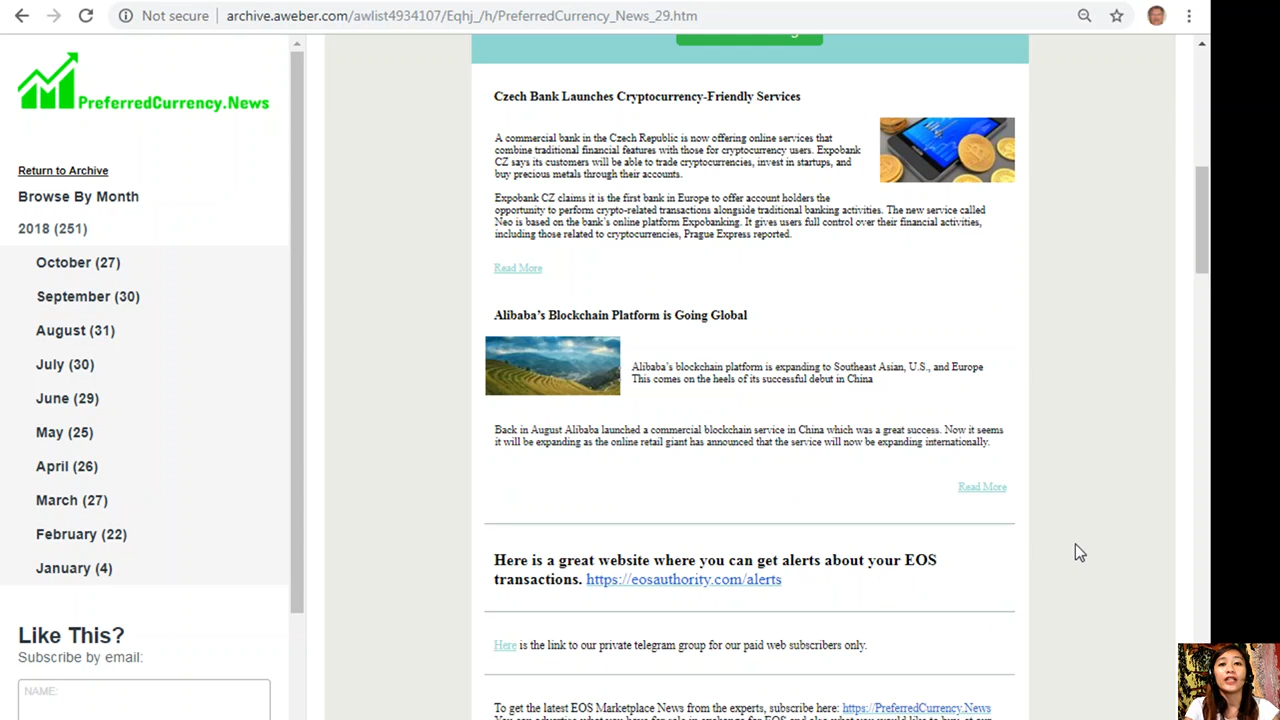 Not secure
archive.aweber.com/awlist4934107/Eqhj_/h/PreferredCurrency_News_29.htm
PreferredCurrency.News
Return to Archive
Browse By Month
2018 (251)
October (27)
September (30)
August (31)
July (30)
June (29)
May (25)
April (26)
March (27)
February (22)
January (4)
Like This?
Subscribe by email:
NAME:
Czech Bank Launches Cryptocurrency-Friendly Services
A commercial bank in the Czech Republic is now offering online services that
combine traditional financial features with those for cryptocurrency users. Expobank
CZ says its customers will be able to trade cryptocurrencies, invest in startups, and
buy precious metals through their accounts.
Expobank CZ claims it is the first bank in Europe to offer account holders the
opportunity to perform crypto-related transactions alongside traditional banking activities. The new service called
Neo is based on the bank's online platform Expobanking. It gives users full control over their financial activities,
including those related to cryptocurrencies, Prague Express reported.
Read More
Alibaba's Blockchain Platform is Going Global
Alibaba's blockchain platform is expanding to Southeast Asian, U.S., and Europe
This comes on the heels of its successful debut in China
Back in August Alibaba launched a commercial blockchain service in China which was a great success. Now it seems
it will be expanding as the online retail giant has announced that the service will now be expanding internationally.
Read More
Here is a great website where you can get alerts about your EOS
transactions. https://eosauthority.com/alerts
Here is the link to our private telegram group for our paid web subscribers only.
To get the latest EOS Marketplace News from the experts, subscribe here: https://PreferredCurrency.News